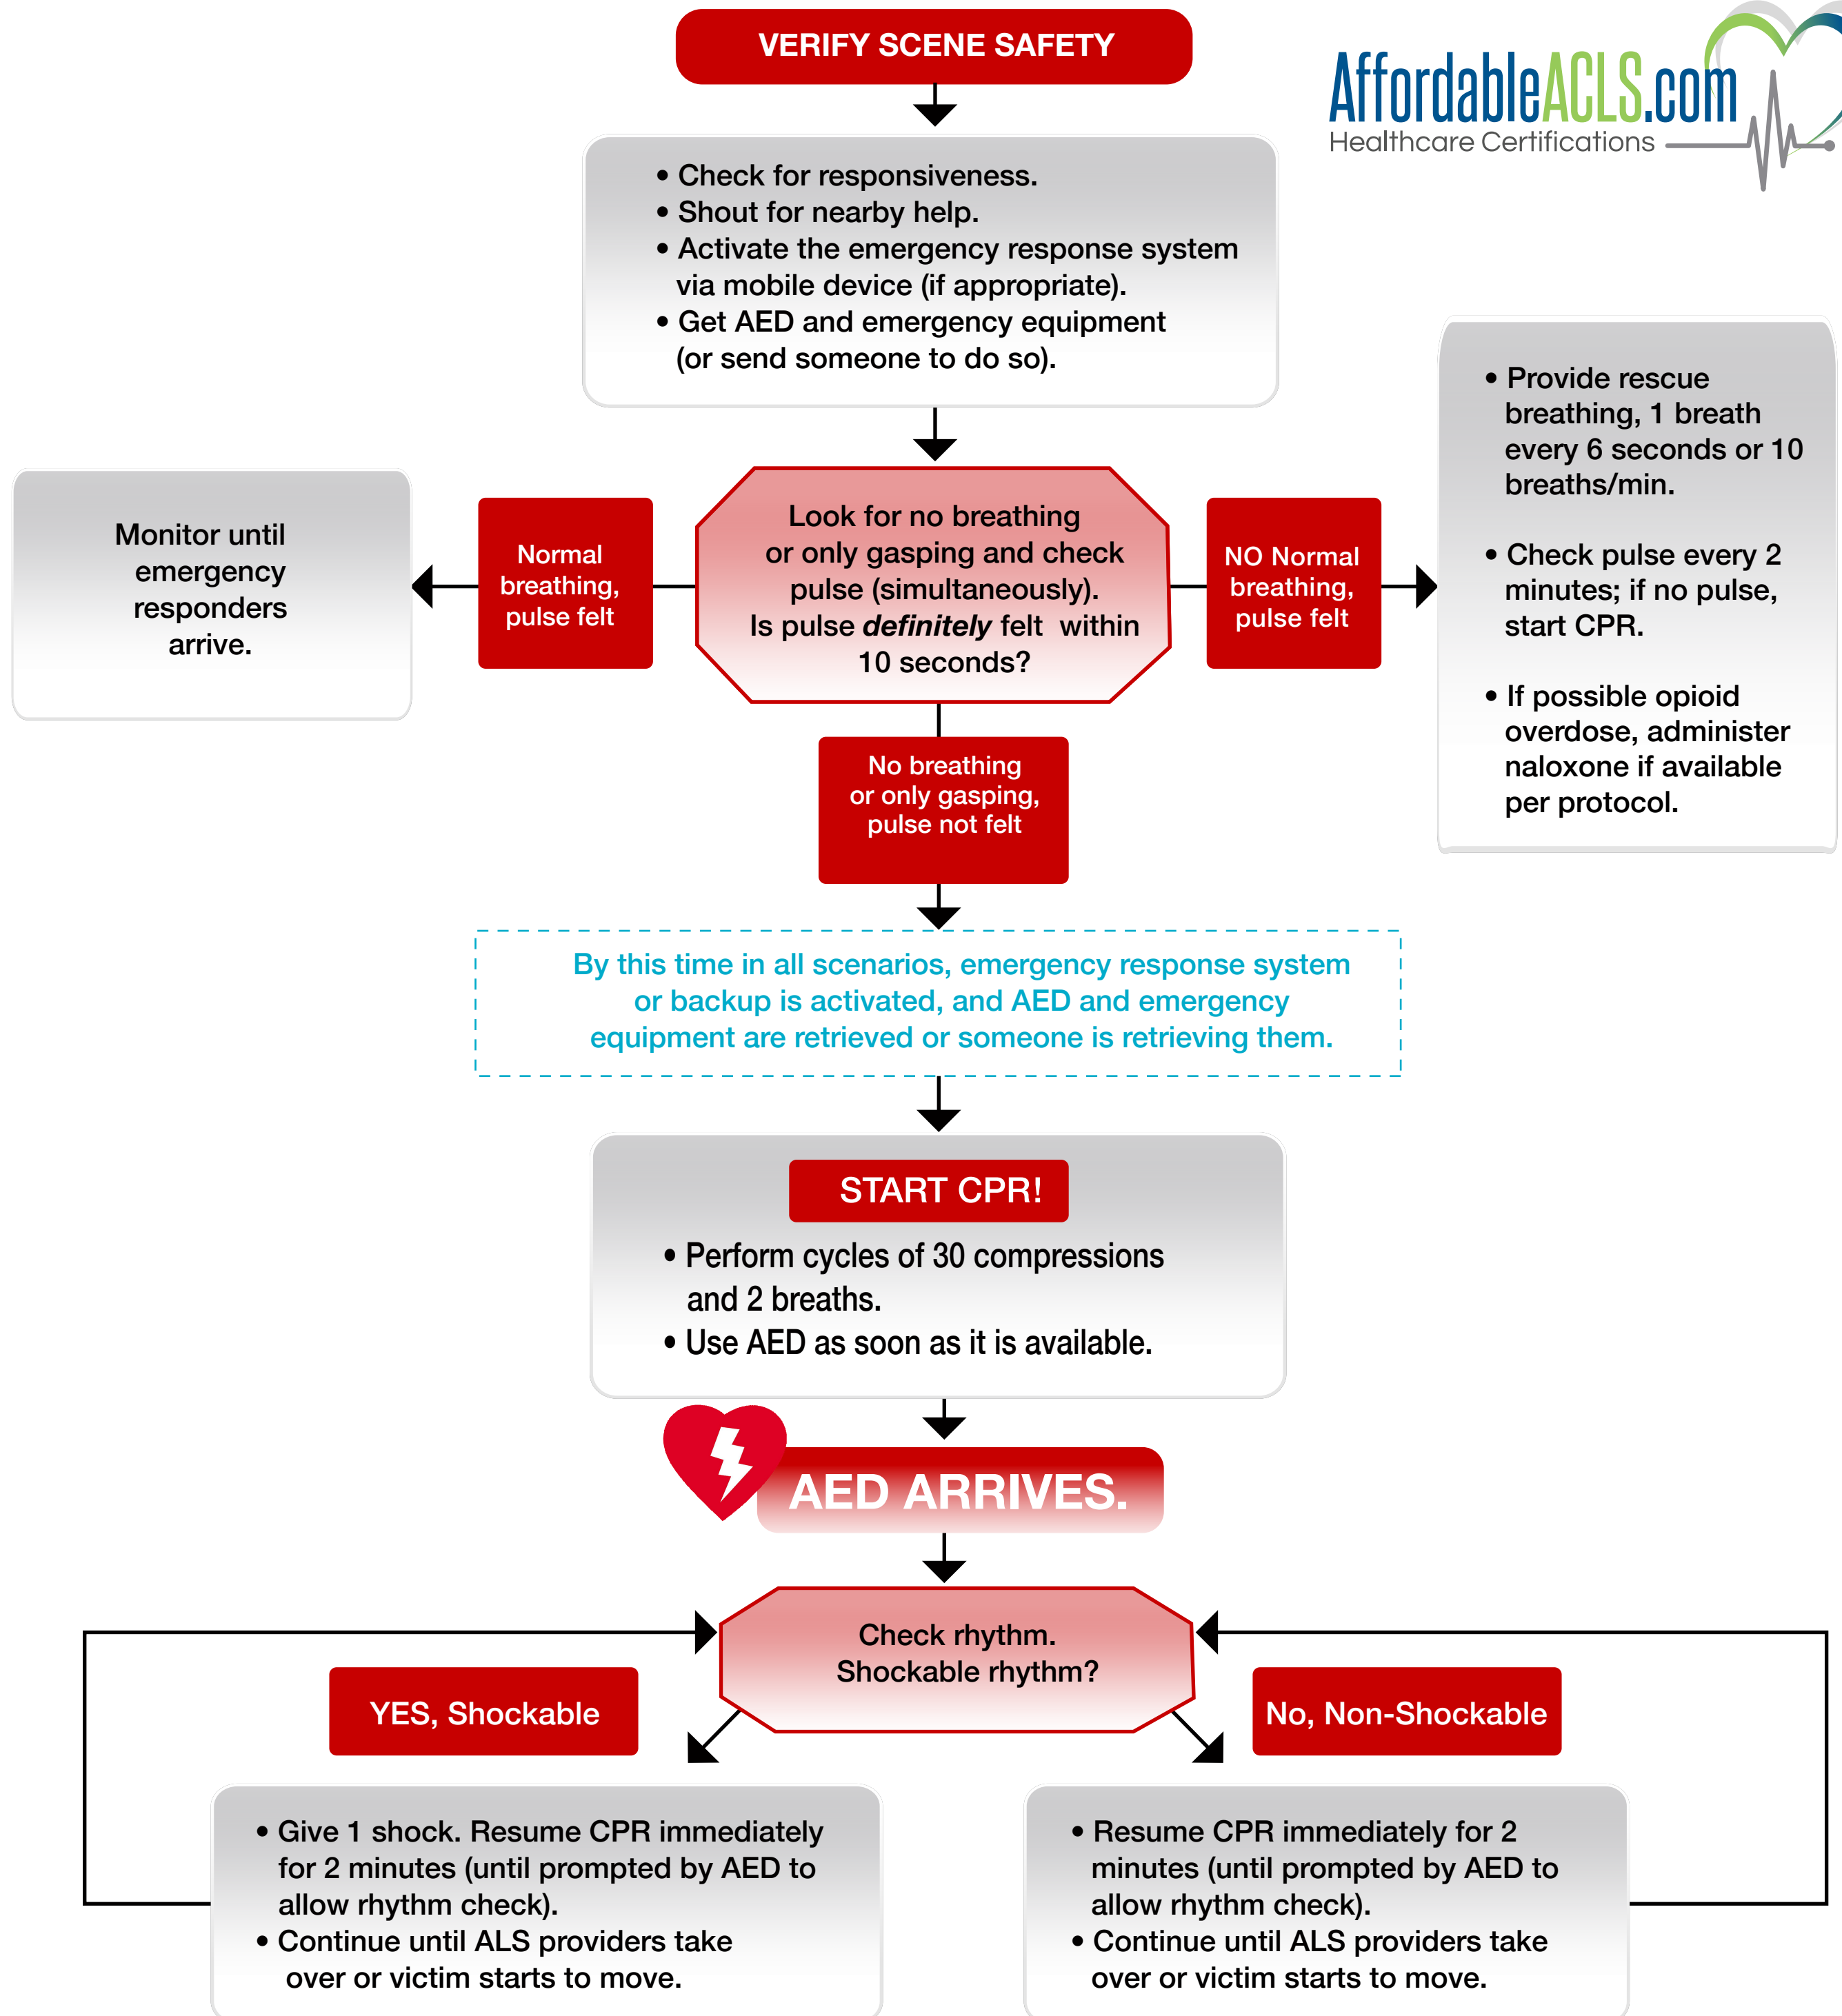 VERIFY SCENE SAFETY
AffordableACLS.com
Healthcare Certifications
• Check for responsiveness.
• Shout for nearby help.
• Activate the emergency response system
via mobile device (if appropriate).
• Get AED and emergency equipment
(or send someone to do so).
Monitor until
emergency
responders
arrive.
Normal
breathing,
pulse felt
Look for no breathing
or only gasping and check
pulse (simultaneously).
Is pulse definitely felt within
10 seconds?
NO Normal
breathing,
pulse felt
• Provide rescue
breathing, 1 breath
every 6 seconds or 10
breaths/min.
• Check pulse every 2
minutes; if no pulse,
start CPR.
• If possible opioid
overdose, administer
naloxone if available
per protocol.
No breathing
or only gasping,
pulse not felt
By this time in all scenarios, emergency response system
or backup is activated, and AED and emergency
equipment are retrieved or someone is retrieving them.
START CPR!
• Perform cycles of 30 compressions
and 2 breaths.
• Use AED as soon as it is available.
AED ARRIVES.
Check rhythm.
Shockable rhythm?
YES, Shockable
No, Non-Shockable
• Give 1 shock. Resume CPR immediately
for 2 minutes (until prompted by AED to
allow rhythm check).
• Continue until ALS providers take
over or victim starts to move.
• Resume CPR immediately for 2
minutes (until prompted by AED to
allow rhythm check).
• Continue until ALS providers take
over or victim starts to move.